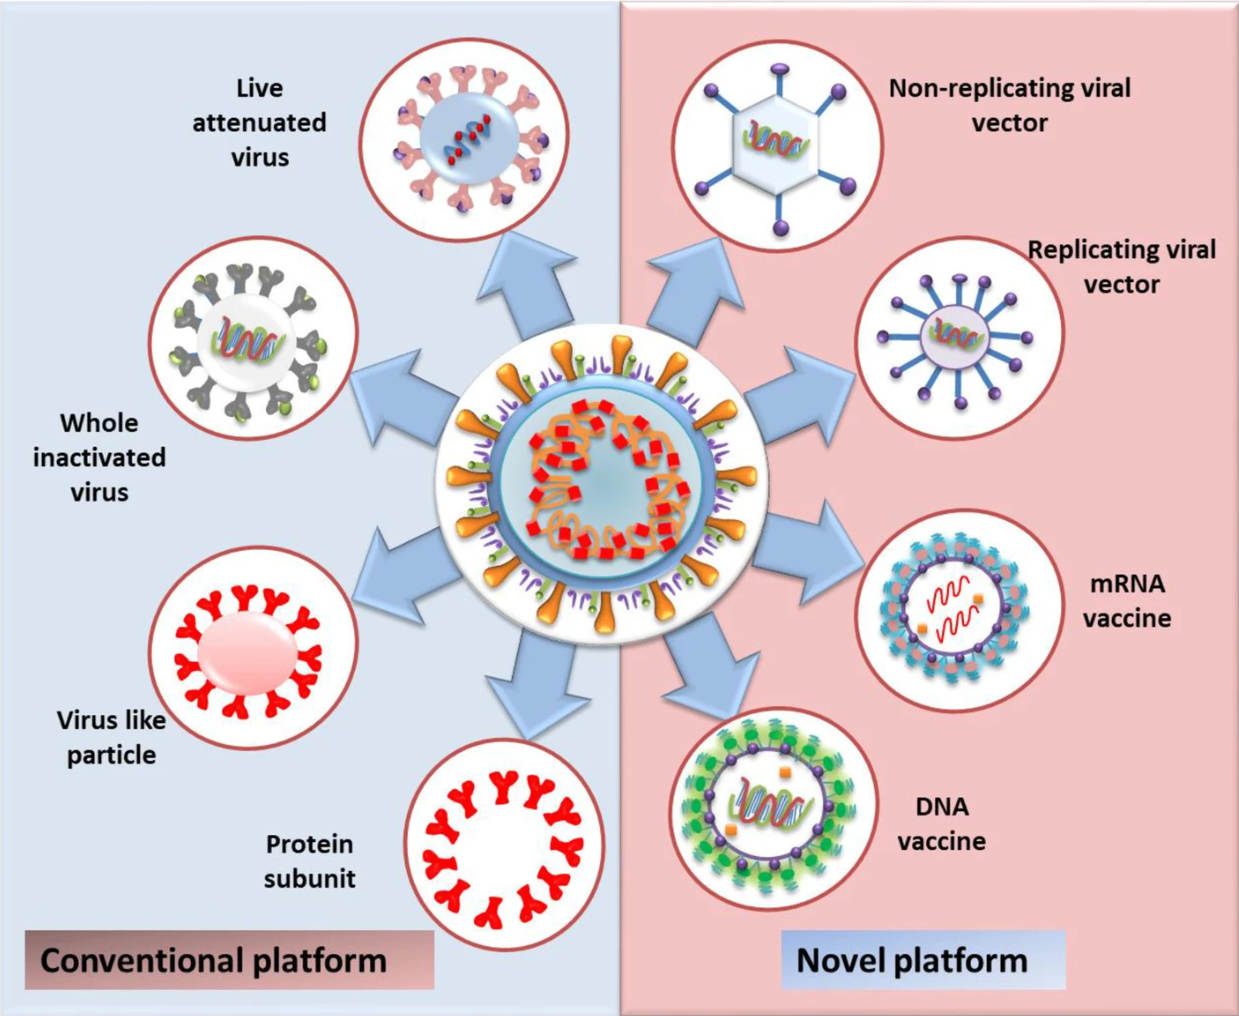 Live
attenuated
virus
Whole
inactivated
virus
Virus like
particle
Protein
subunit
Conventional platform
Non-replicating viral
vector
Replicating viral
vector
mRNA
vaccine
DNA
vaccine
Novel platform